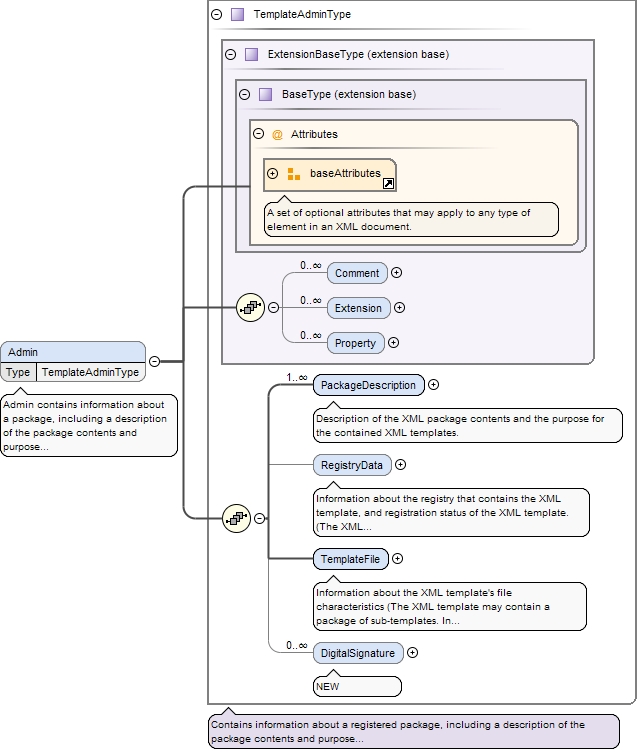 TemplateAdminType
ExtensionBaseType (extension base)
BaseType (extension base)
@ Attributes
baseAttributes
A set of optional attributes that may apply to any type of
element in an XML document.
0..∞
Comment
0..∞
Extension
0..∞
Property
Admin
Type TemplateAdminType
Admin contains information about
a package, including a description
of the package contents and
purpose...
1..∞
PackageDescription
Description of the XML package contents and the purpose for
the contained XML templates.
RegistryData
Information about the registry that contains the XML
template, and registration status of the XML template.
(The XML...
TemplateFile
Information about the XML template's file
characteristics (The XML template may contain a
package of sub-templates. In...
0..∞
DigitalSignature
NEW
Contains information about a registered package, including a description of the
package contents and purpose...